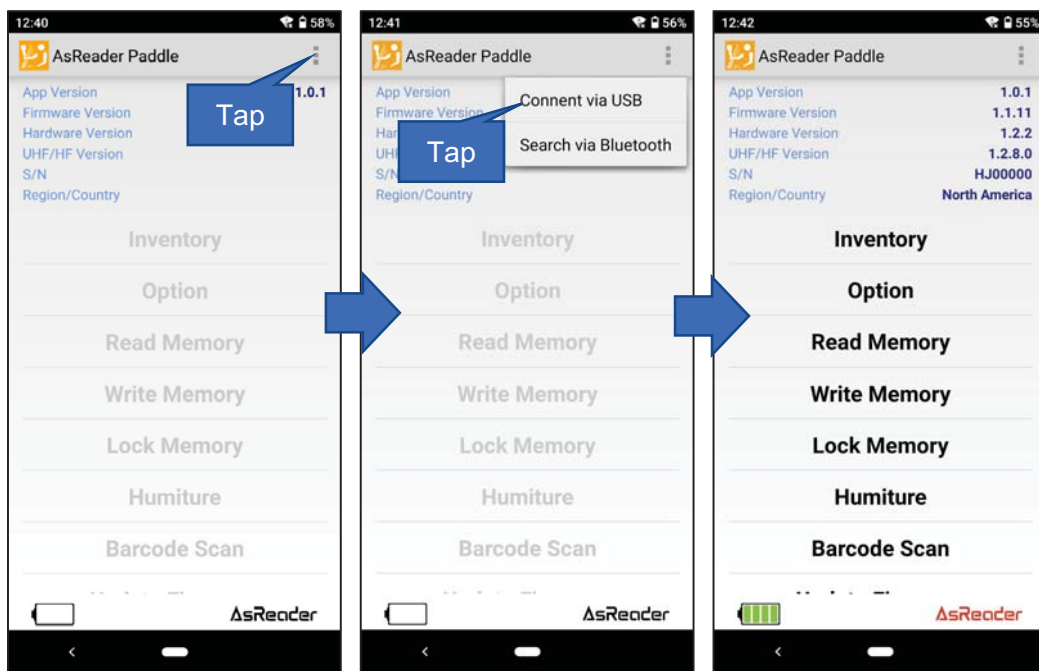 12:40 58%
AsReader Paddle
App Version 1.0.1
Firmware Version
Hardware Version
UHF/HF Version
S/N
Region/Country
Tap
Inventory
Option
Read Memory
Write Memory
Lock Memory
Humiture
Barcode Scan
AsReader
12:41 56%
AsReader Paddle
Connent via USB
Search via Bluetooth
App Version
Firmware Version
Har
UHF
S/N
Region/Country
Tap
Inventory
Option
Read Memory
Write Memory
Lock Memory
Humiture
Barcode Scan
AsReader
12:42 55%
AsReader Paddle
App Version 1.0.1
Firmware Version 1.1.11
Hardware Version 1.2.2
UHF/HF Version 1.2.8.0
S/N HJ00000
Region/Country North America
Inventory
Option
Read Memory
Write Memory
Lock Memory
Humiture
Barcode Scan
AsReader